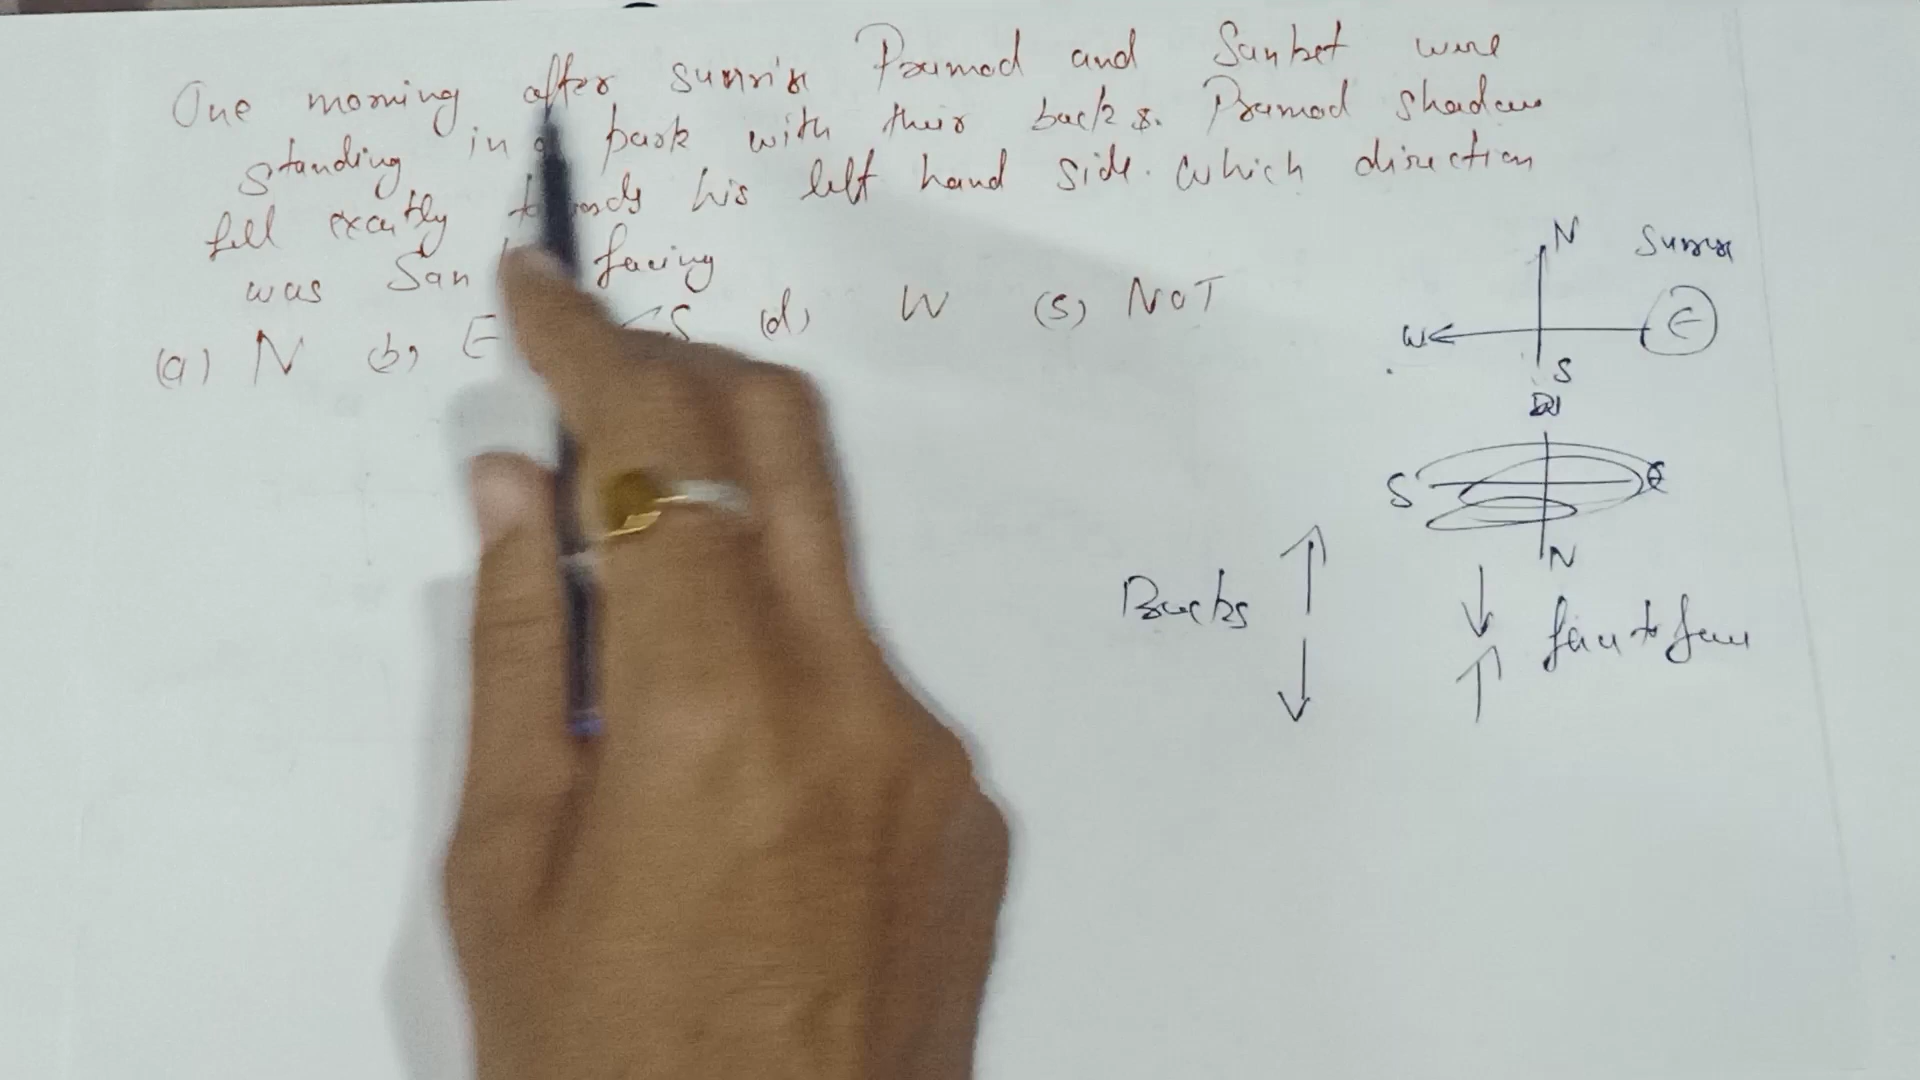 One morning after sunrise Pramod and Sanket were
standing in a park with their backs. Pramod shadow
fell exactly towards his left hand side. Which direction
was San facing
(a) N (b) E S (d) W (5) NOT
N Sunrise
W E
S
S
N
Backs face to face